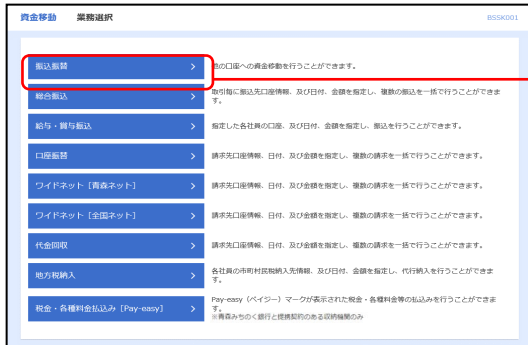 資金移動 業務選択 BSSK001
振込振替 > 他の口座への資金移動を行うことができます。
総合振込 > 取引毎に振込先口座情報、及び日付、金額を指定し、複数の振込を一括で行うことができま
す。
給与・賞与振込 > 指定した各社員の口座、及び日付、金額を指定し、振込を行うことができます。
口座振替 > 請求先口座情報、日付、及び金額を指定し、複数の請求を一括で行うことができます。
ワイドネット［青森ネット］ > 請求先口座情報、日付、及び金額を指定し、複数の請求を一括で行うことができます。
ワイドネット［全国ネット］ > 請求先口座情報、日付、及び金額を指定し、複数の請求を一括で行うことができます。
代金回収 > 請求先口座情報、日付、及び金額を指定し、複数の請求を一括で行うことができます。
地方税納入 > 各社員の市町村民税納入先情報、及び日付、金額を指定し、代行納入を行うことができま
す。
税金・各種料金払込み［Pay-easy］ > Pay-easy（ペイジー）マークが表示された税金・各種料金等の払込みを行うことができま
す。
※青森みちのく銀行と提携契約のある収納機関のみ